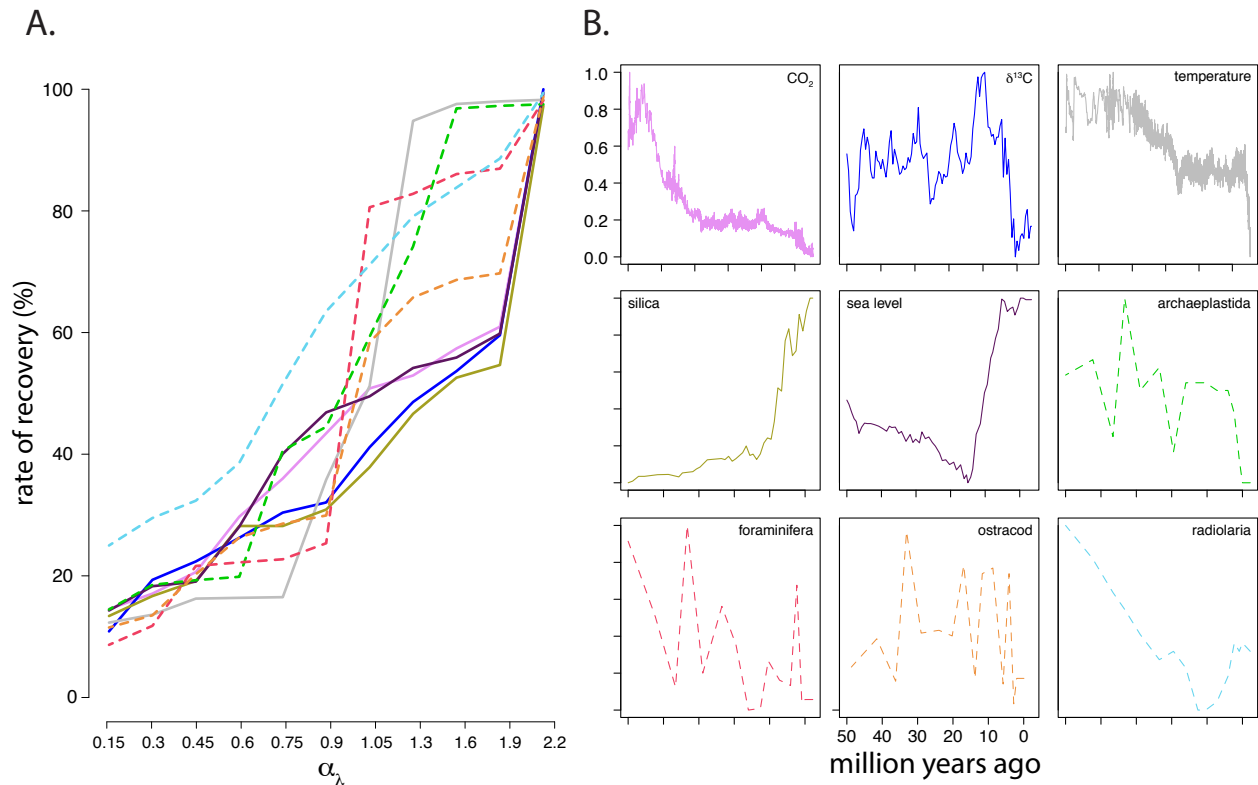 A.
B.
rate of recovery (%)
100
80
60
40
20
0
0.15 0.3 0.45 0.6 0.75 0.9 1.05 1.3 1.6 1.9 2.2
αλ
CO2
δ13C
temperature
1.0
0.8
0.6
0.4
0.2
0.0
silica
sea level
archaeplastida
foraminifera
ostracod
radiolaria
50 40 30 20 10 0
million years ago